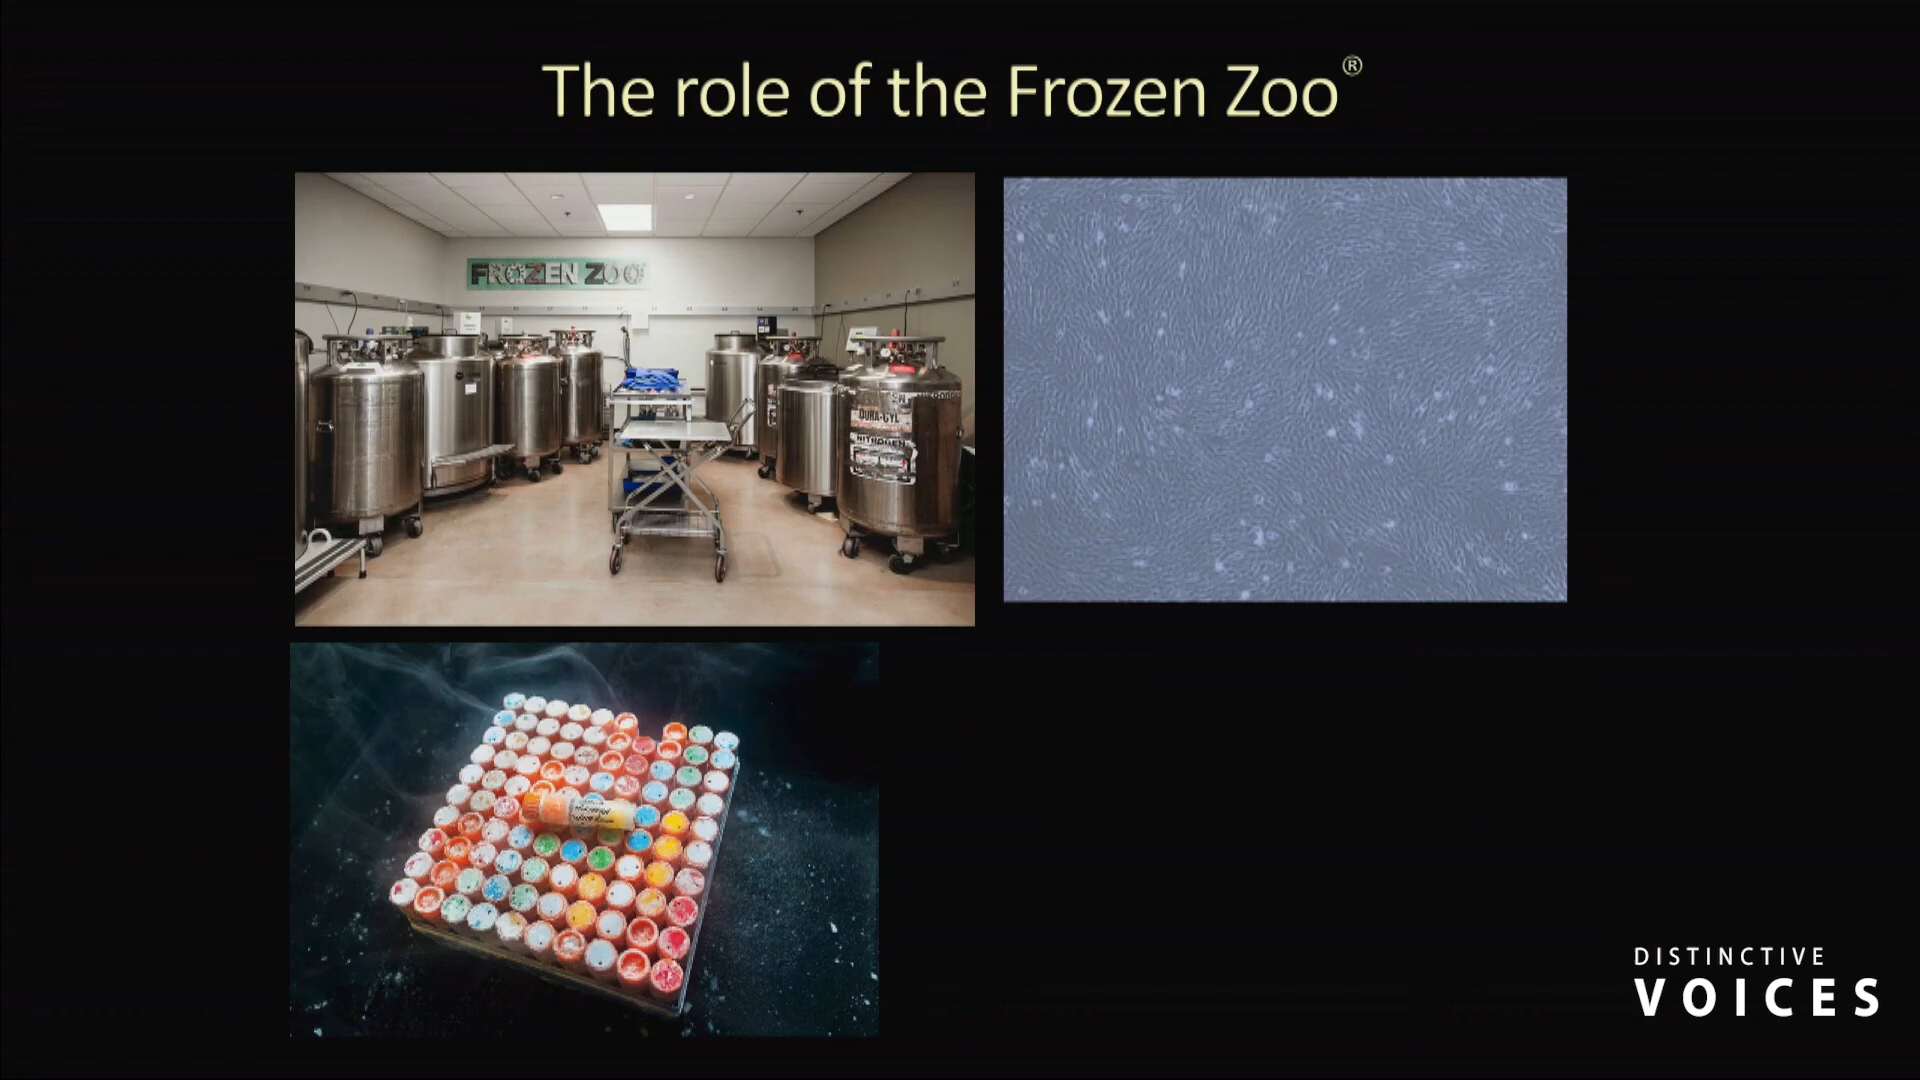 The role of the Frozen Zoo®
FROZEN ZOO
DURA-CYL
NITROGEN
DISTINCTIVE
VOICES